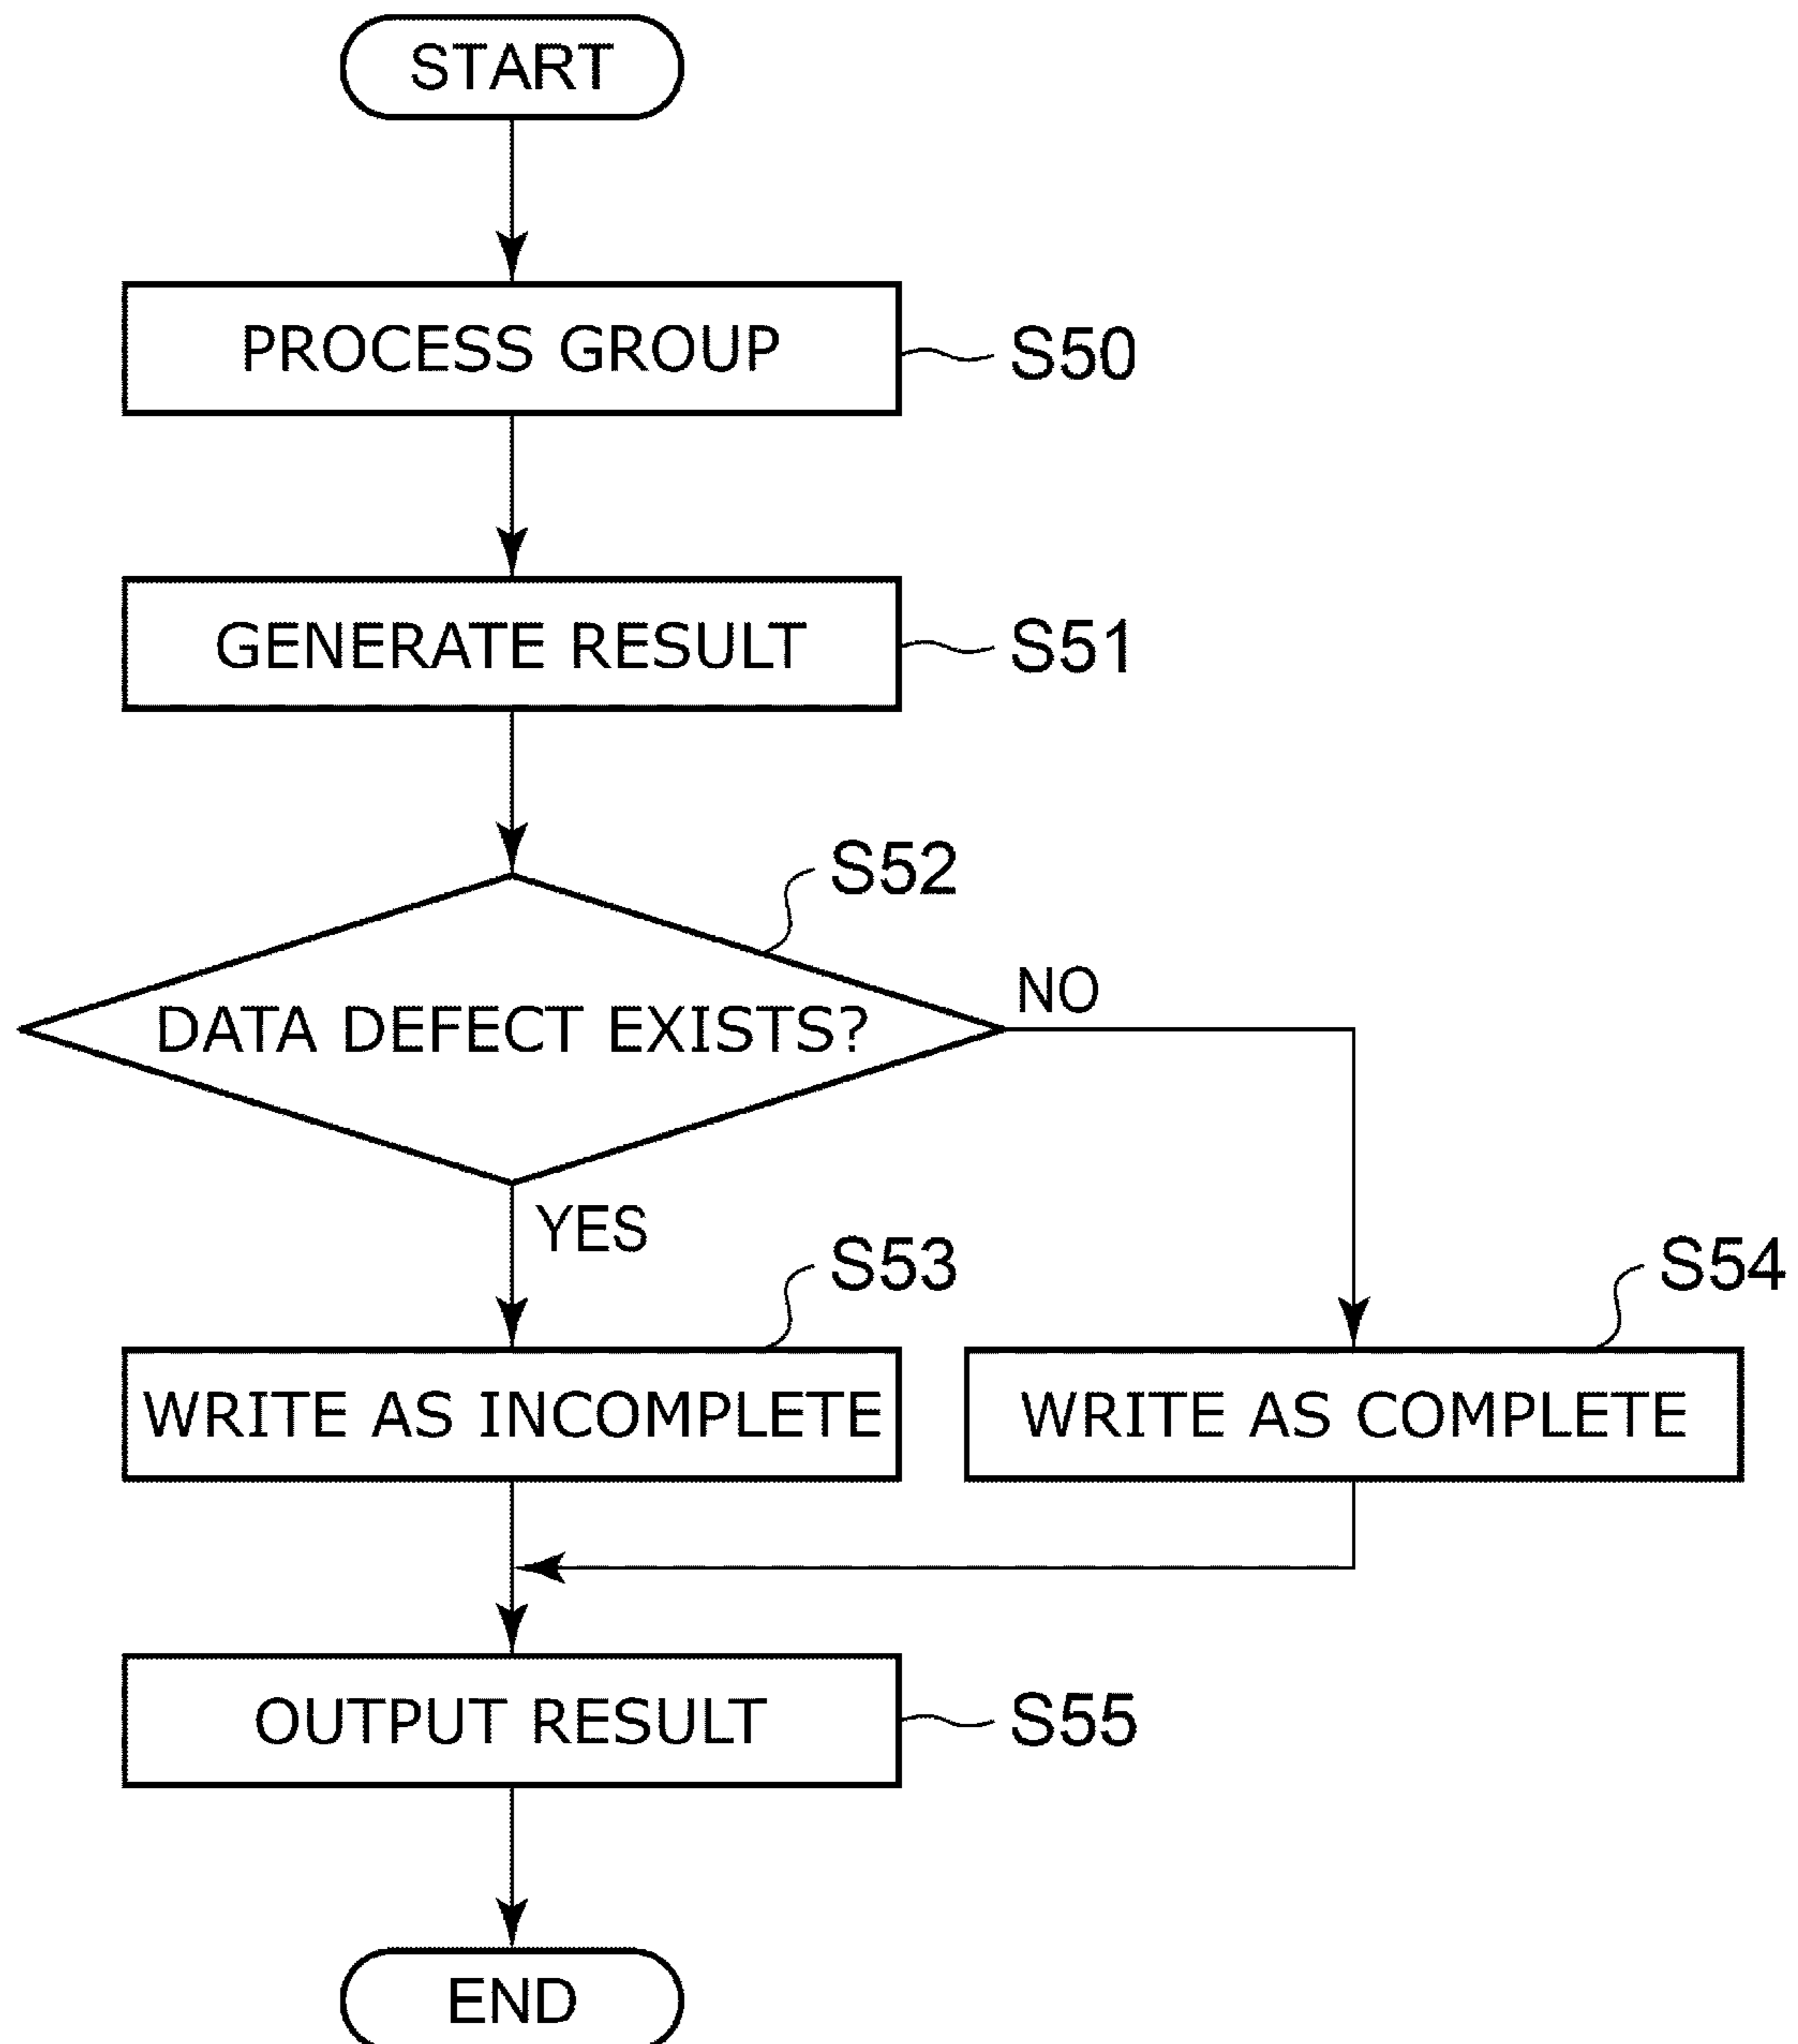 START
PROCESS GROUP
S50
GENERATE RESULT
S51
S52
DATA DEFECT EXISTS?
NO
YES
S53
S54
WRITE AS INCOMPLETE
WRITE AS COMPLETE
OUTPUT RESULT
S55
END